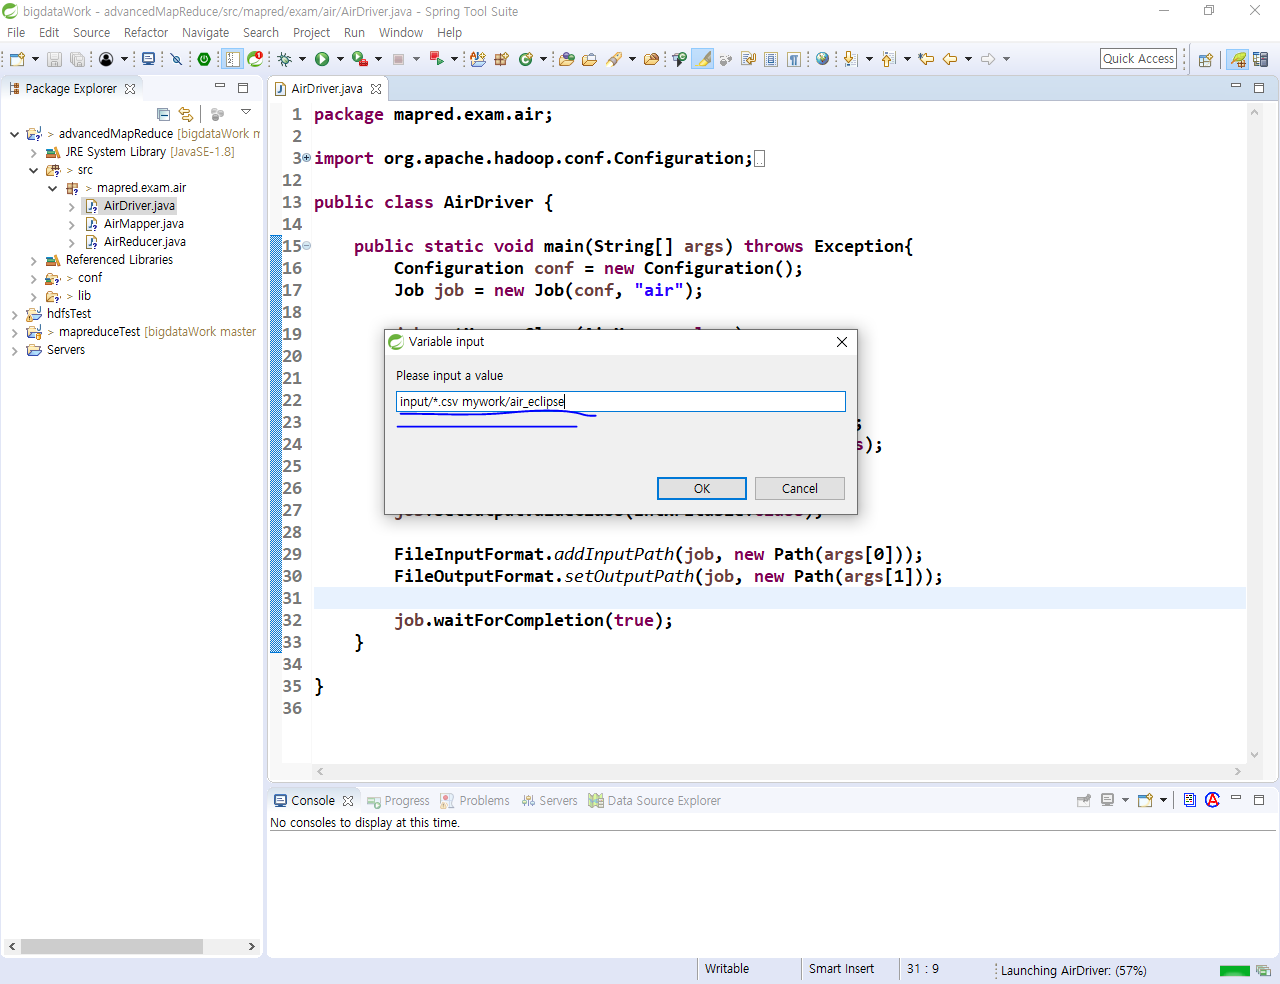 bigdataWork - advancedMapReduce/src/mapred/exam/air/AirDriver.java - Spring Tool Suite
File Edit Source Refactor Navigate Search Project Run Window Help
Quick Access
Package Explorer
> advancedMapReduce [bigdataWork m
JRE System Library [JavaSE-1.8]
> src
> mapred.exam.air
AirDriver.java
AirMapper.java
AirReducer.java
Referenced Libraries
> conf
> lib
hdfsTest
> mapreduceTest [bigdataWork master
Servers
AirDriver.java
1 package mapred.exam.air;
2
3 import org.apache.hadoop.conf.Configuration;
12
13 public class AirDriver {
14
15 public static void main(String[] args) throws Exception{
16 Configuration conf = new Configuration();
17 Job job = new Job(conf, "air");
18
19
20
21
22
23 ;
24 s);
25
26
27
28
29 FileInputFormat.addInputPath(job, new Path(args[0]));
30 FileOutputFormat.setOutputPath(job, new Path(args[1]));
31
32 job.waitForCompletion(true);
33 }
34
35 }
36
Variable input
Please input a value
input/*.csv mywork/air_eclipse
OK Cancel
Console Progress Problems Servers Data Source Explorer
No consoles to display at this time.
Writable Smart Insert 31 : 9 Launching AirDriver: (57%)